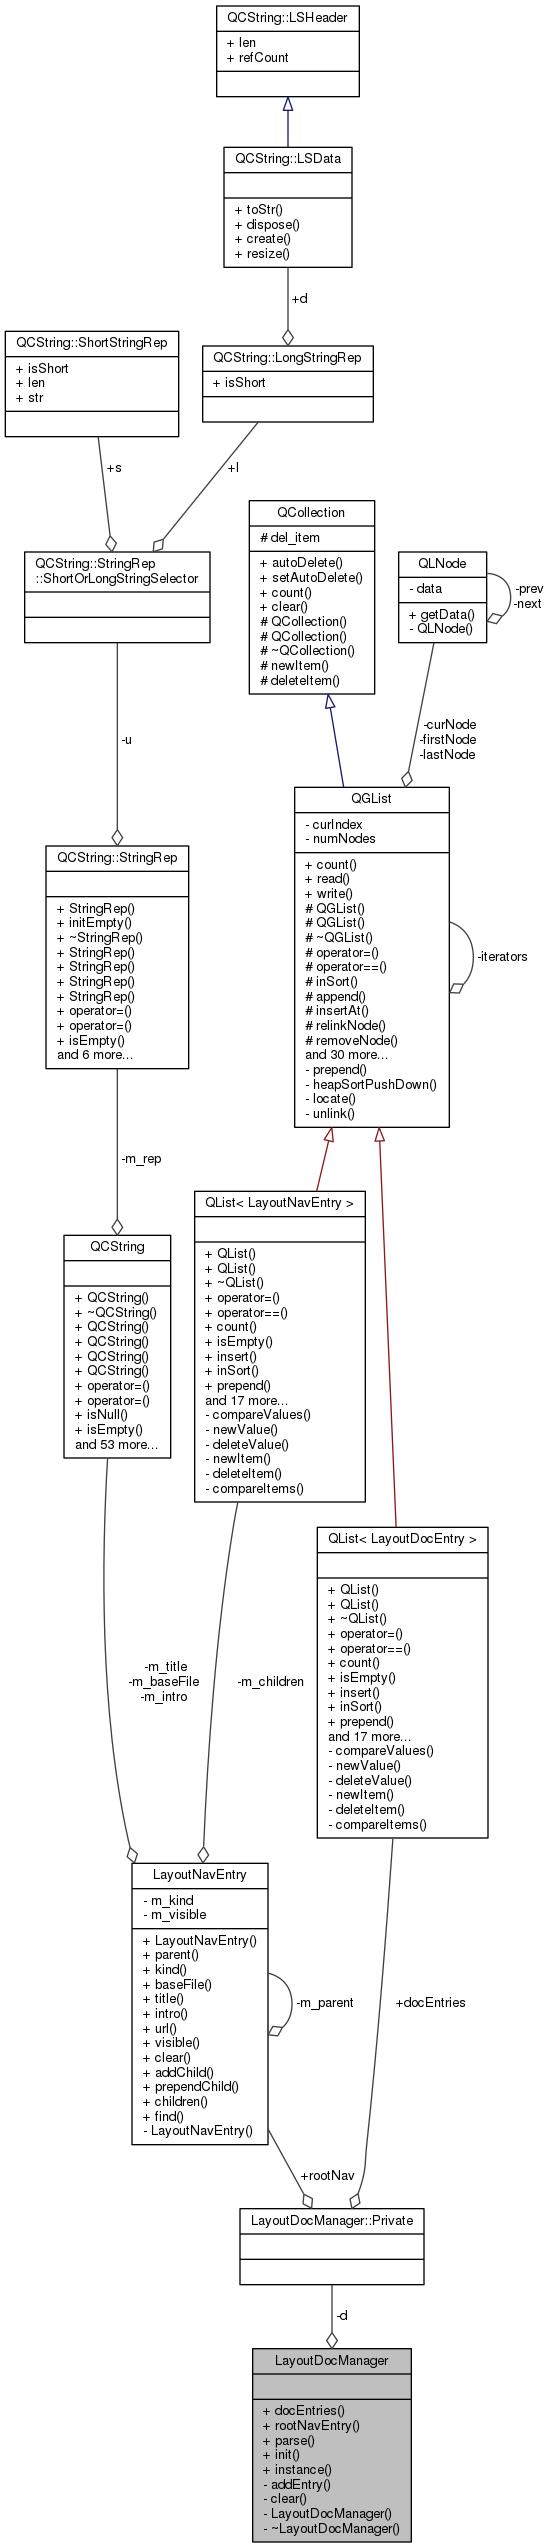 QCString::LSHeader
+ len
+ refCount
QCString::LSData
+ toStr()
+ dispose()
+ create()
+ resize()
+d
QCString::ShortStringRep
+ isShort
+ len
+ str
QCString::LongStringRep
+ isShort
+s
+l
QCollection
# del_item
+ autoDelete()
+ setAutoDelete()
+ count()
+ clear()
# QCollection()
# QCollection()
# ~QCollection()
# newItem()
# deleteItem()
QLNode
- data
+ getData()
- QLNode()
-prev
-next
QCString::StringRep
::ShortOrLongStringSelector
-u
-curNode
-firstNode
-lastNode
QGList
- curIndex
- numNodes
+ count()
+ read()
+ write()
# QGList()
# QGList()
# ~QGList()
# operator=()
# operator==()
# inSort()
# append()
# insertAt()
# relinkNode()
# removeNode()
and 30 more...
- prepend()
- heapSortPushDown()
- locate()
- unlink()
-iterators
QCString::StringRep
+ StringRep()
+ initEmpty()
+ ~StringRep()
+ StringRep()
+ StringRep()
+ StringRep()
+ StringRep()
+ operator=()
+ operator=()
+ isEmpty()
and 6 more...
-m_rep
QCString
+ QCString()
+ ~QCString()
+ QCString()
+ QCString()
+ QCString()
+ QCString()
+ operator=()
+ operator=()
+ isNull()
+ isEmpty()
and 53 more...
QList< LayoutNavEntry >
+ QList()
+ QList()
+ ~QList()
+ operator=()
+ operator==()
+ count()
+ isEmpty()
+ insert()
+ inSort()
+ prepend()
and 17 more...
- compareValues()
- newValue()
- deleteValue()
- newItem()
- deleteItem()
- compareItems()
QList< LayoutDocEntry >
+ QList()
+ QList()
+ ~QList()
+ operator=()
+ operator==()
+ count()
+ isEmpty()
+ insert()
+ inSort()
+ prepend()
and 17 more...
- compareValues()
- newValue()
- deleteValue()
- newItem()
- deleteItem()
- compareItems()
-m_title
-m_baseFile
-m_intro
-m_children
LayoutNavEntry
- m_kind
- m_visible
+ LayoutNavEntry()
+ parent()
+ kind()
+ baseFile()
+ title()
+ intro()
+ url()
+ visible()
+ clear()
+ addChild()
+ prependChild()
+ children()
+ find()
- LayoutNavEntry()
-m_parent
+docEntries
+rootNav
LayoutDocManager::Private
-d
LayoutDocManager
+ docEntries()
+ rootNavEntry()
+ parse()
+ init()
+ instance()
- addEntry()
- clear()
- LayoutDocManager()
- ~LayoutDocManager()